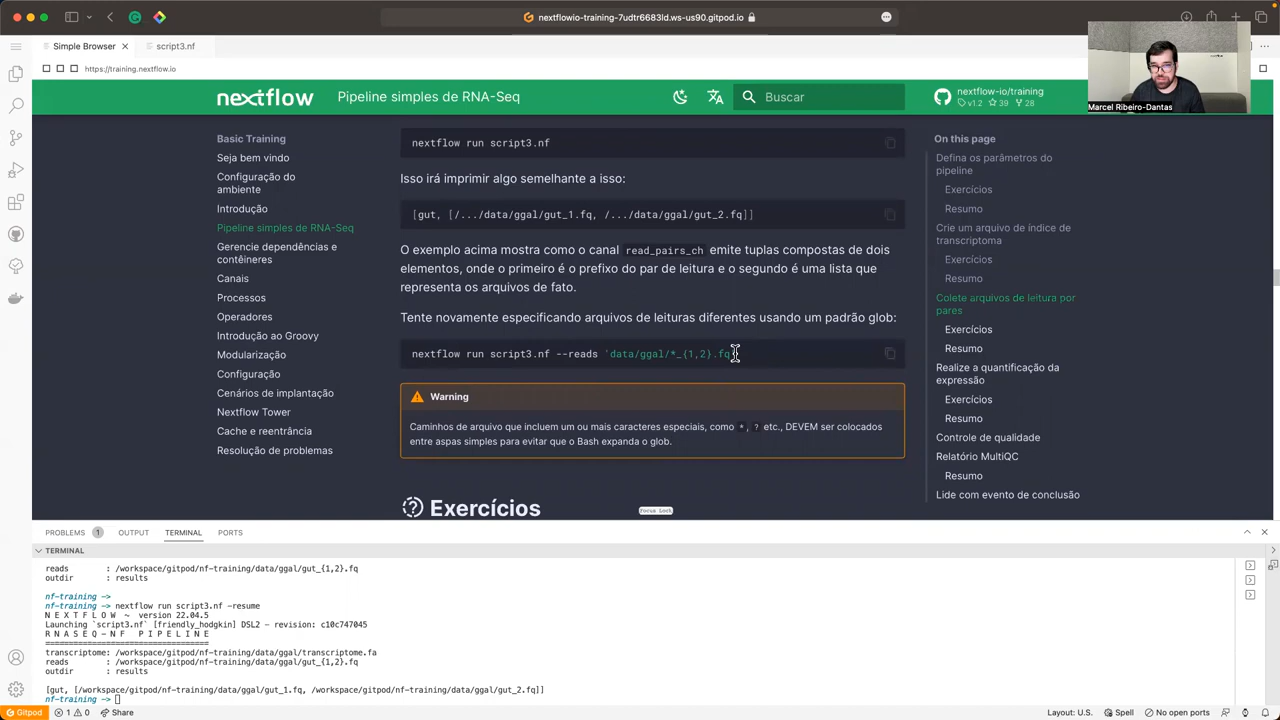 nextflowio-training-7udtr6683ld.ws-us90.gitpod.io
Simple Browser
script3.nf
https://training.nextflow.io
nextflow
Pipeline simples de RNA-Seq
Buscar
nextflow-io/training
v1.2 39 28
Marcel Ribeiro-Dantas
Basic Training
Seja bem vindo
Configuração do
ambiente
Introdução
Pipeline simples de RNA-Seq
Gerencie dependências e
contêineres
Canais
Processos
Operadores
Introdução ao Groovy
Modularização
Configuração
Cenários de implantação
Nextflow Tower
Cache e reentrância
Resolução de problemas
nextflow run script3.nf
Isso irá imprimir algo semelhante a isso:
[gut, [/.../data/ggal/gut_1.fq, /.../data/ggal/gut_2.fq]]
O exemplo acima mostra como o canal read_pairs_ch emite tuplas compostas de dois
elementos, onde o primeiro é o prefixo do par de leitura e o segundo é uma lista que
representa os arquivos de fato.
Tente novamente especificando arquivos de leituras diferentes usando um padrão glob:
nextflow run script3.nf --reads 'data/ggal/*_{1,2}.fq'
Warning
Caminhos de arquivo que incluem um ou mais caracteres especiais, como *, ? etc., DEVEM ser colocados
entre aspas simples para evitar que o Bash expanda o glob.
Exercícios
Focus Lock
On this page
Defina os parâmetros do
pipeline
Exercícios
Resumo
Crie um arquivo de índice de
transcriptoma
Exercícios
Resumo
Colete arquivos de leitura por
pares
Exercícios
Resumo
Realize a quantificação da
expressão
Exercícios
Resumo
Controle de qualidade
Relatório MultiQC
Resumo
Lide com evento de conclusão
PROBLEMS 1 OUTPUT TERMINAL PORTS
TERMINAL
reads : /workspace/gitpod/nf-training/data/ggal/gut_{1,2}.fq
outdir : results
nf-training ->
nf-training -> nextflow run script3.nf -resume
N E X T F L O W ~ version 22.04.5
Launching `script3.nf` [friendly_hodgkin] DSL2 - revision: c10c747045
R N A S E Q - N F P I P E L I N E
===================================
transcriptome: /workspace/gitpod/nf-training/data/ggal/transcriptome.fa
reads : /workspace/gitpod/nf-training/data/ggal/gut_{1,2}.fq
outdir : results
[gut, [/workspace/gitpod/nf-training/data/ggal/gut_1.fq, /workspace/gitpod/nf-training/data/ggal/gut_2.fq]]
nf-training ->
Gitpod 1 0 Share
Layout: U.S. Spell No open ports